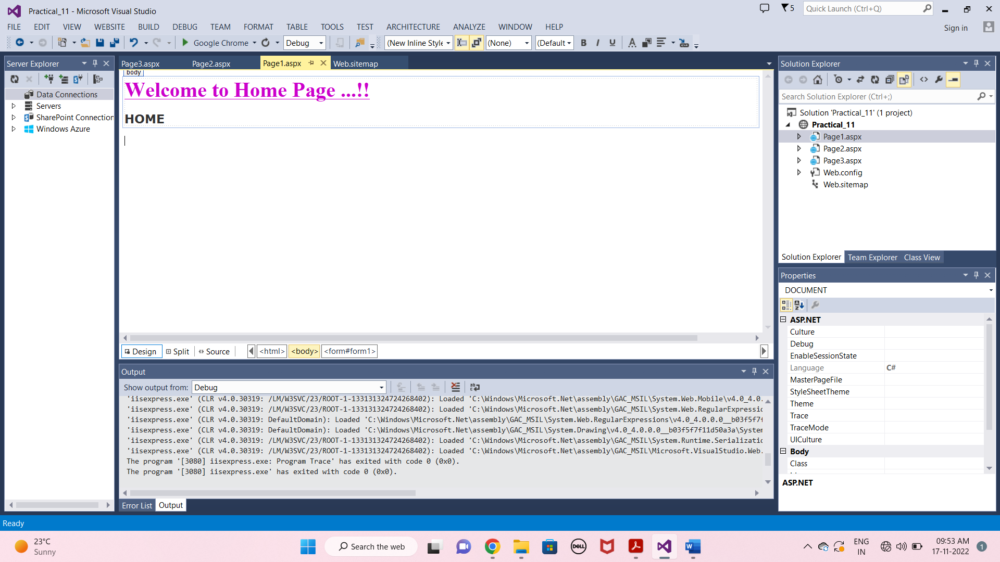 Practical_11 - Microsoft Visual Studio
5
Quick Launch (Ctrl+Q)
FILE EDIT VIEW WEBSITE BUILD DEBUG TEAM FORMAT TABLE TOOLS TEST ARCHITECTURE ANALYZE WINDOW HELP
Sign in
Google Chrome Debug (New Inline Style (None) (Default B I U
Server Explorer
Data Connections
Servers
SharePoint Connection
Windows Azure
Page3.aspx Page2.aspx Page1.aspx Web.sitemap
body
Welcome to Home Page ...!!
HOME
Design Split Source <html> <body> <form#form1>
Output
Show output from: Debug
'iisexpress.exe' (CLR v4.0.30319: /LM/W3SVC/23/ROOT-1-133131324724268402): Loaded 'C:\Windows\Microsoft.Net\assembly\GAC_MSIL\System.Web.Mobile\v4.0_4.0.
'iisexpress.exe' (CLR v4.0.30319: /LM/W3SVC/23/ROOT-1-133131324724268402): Loaded 'C:\Windows\Microsoft.Net\assembly\GAC_MSIL\System.Web.RegularExpressio
'iisexpress.exe' (CLR v4.0.30319: DefaultDomain): Loaded 'C:\Windows\Microsoft.Net\assembly\GAC_MSIL\System.Web.RegularExpressions\v4.0_4.0.0.0__b03f5f7f
'iisexpress.exe' (CLR v4.0.30319: DefaultDomain): Loaded 'C:\Windows\Microsoft.Net\assembly\GAC_MSIL\System.Drawing\v4.0_4.0.0.0__b03f5f7f11d50a3a\System
'iisexpress.exe' (CLR v4.0.30319: /LM/W3SVC/23/ROOT-1-133131324724268402): Loaded 'C:\Windows\Microsoft.Net\assembly\GAC_MSIL\System.Runtime.Serializatio
'iisexpress.exe' (CLR v4.0.30319: /LM/W3SVC/23/ROOT-1-133131324724268402): Loaded 'C:\Windows\Microsoft.Net\assembly\GAC_MSIL\Microsoft.VisualStudio.Web.
The program '[3080] iisexpress.exe: Program Trace' has exited with code 0 (0x0).
The program '[3080] iisexpress.exe' has exited with code 0 (0x0).
Error List Output
Solution Explorer
Search Solution Explorer (Ctrl+;)
Solution 'Practical_11' (1 project)
Practical_11
Page1.aspx
Page2.aspx
Page3.aspx
Web.config
Web.sitemap
Solution Explorer Team Explorer Class View
Properties
DOCUMENT
ASP.NET
Culture
Debug
EnableSessionState
Language C#
MasterPageFile
StyleSheetTheme
Theme
Trace
TraceMode
UICulture
Body
Class
ASP.NET
Ready
23°C
Sunny
Search the web
DELL
ENG
IN
09:53 AM
17-11-2022
1